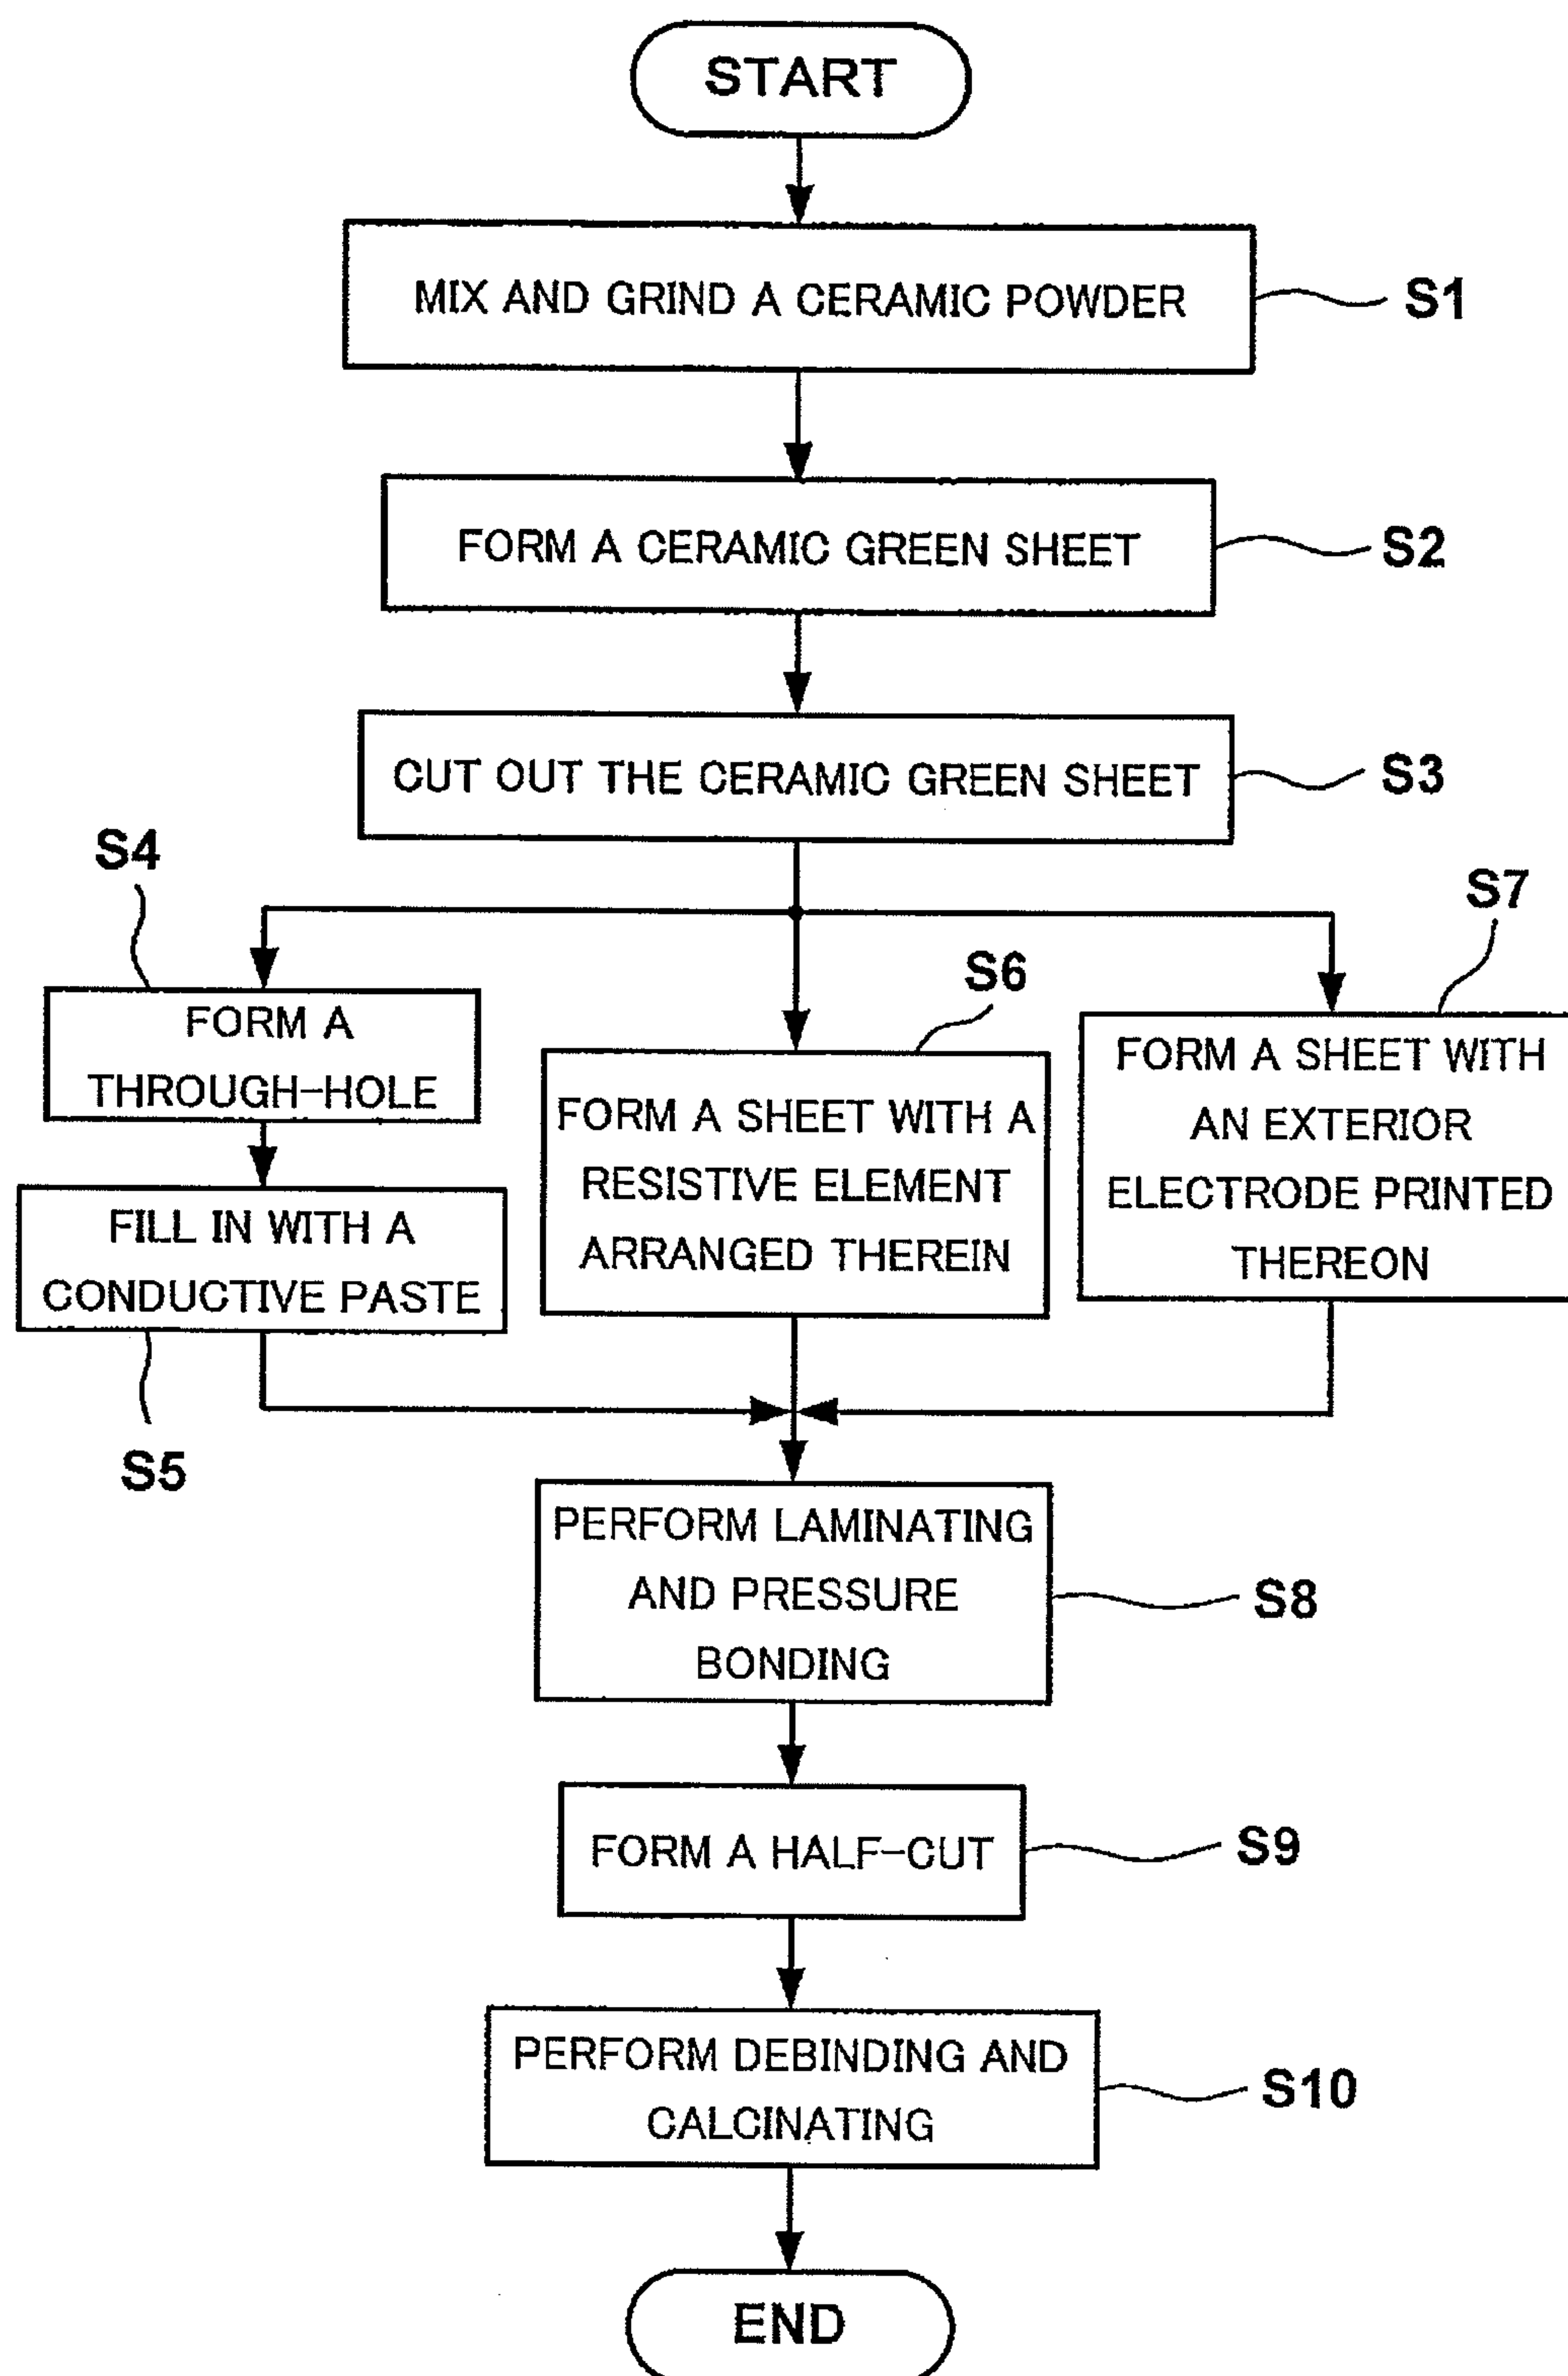 START
MIX AND GRIND A CERAMIC POWDER
S1
FORM A CERAMIC GREEN SHEET
S2
CUT OUT THE CERAMIC GREEN SHEET
S3
S4
FORM A
THROUGH-HOLE
FILL IN WITH A
CONDUCTIVE PASTE
S5
S6
FORM A SHEET WITH A
RESISTIVE ELEMENT
ARRANGED THEREIN
S7
FORM A SHEET WITH
AN EXTERIOR
ELECTRODE PRINTED
THEREON
PERFORM LAMINATING
AND PRESSURE
BONDING
S8
FORM A HALF-CUT
S9
PERFORM DEBINDING AND
CALCINATING
S10
END